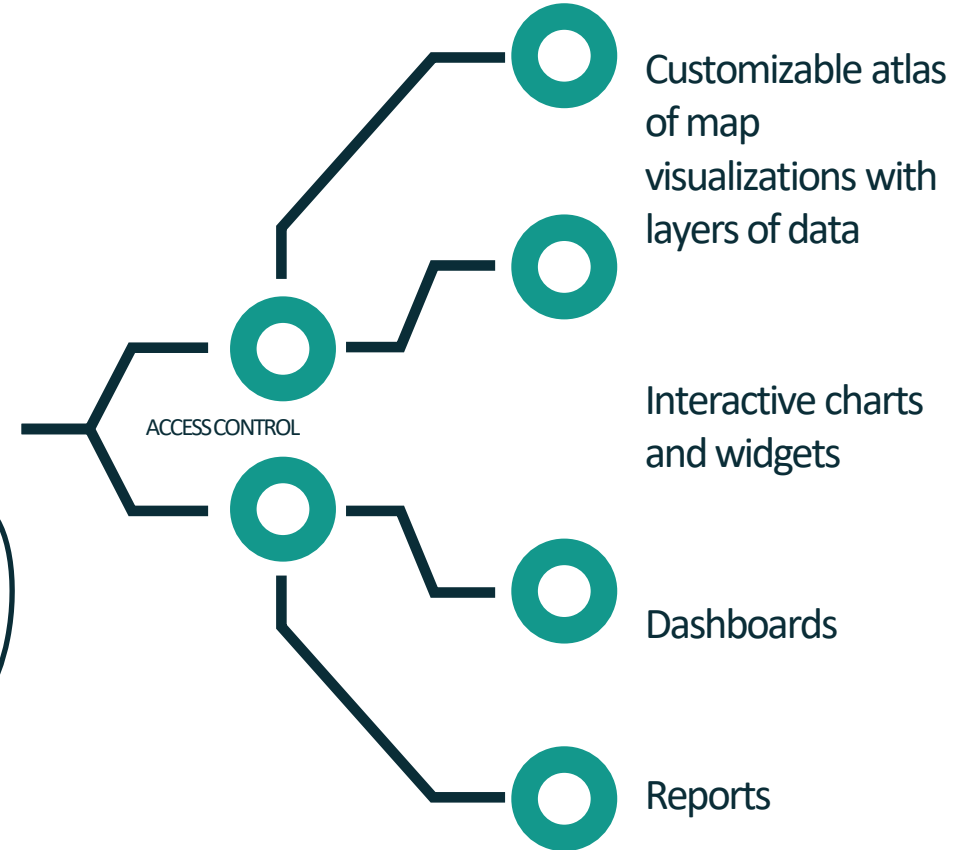 Customizable atlas
of map
visualizations with
layers of data
ACCESS CONTROL
Interactive charts
and widgets
Dashboards
Reports